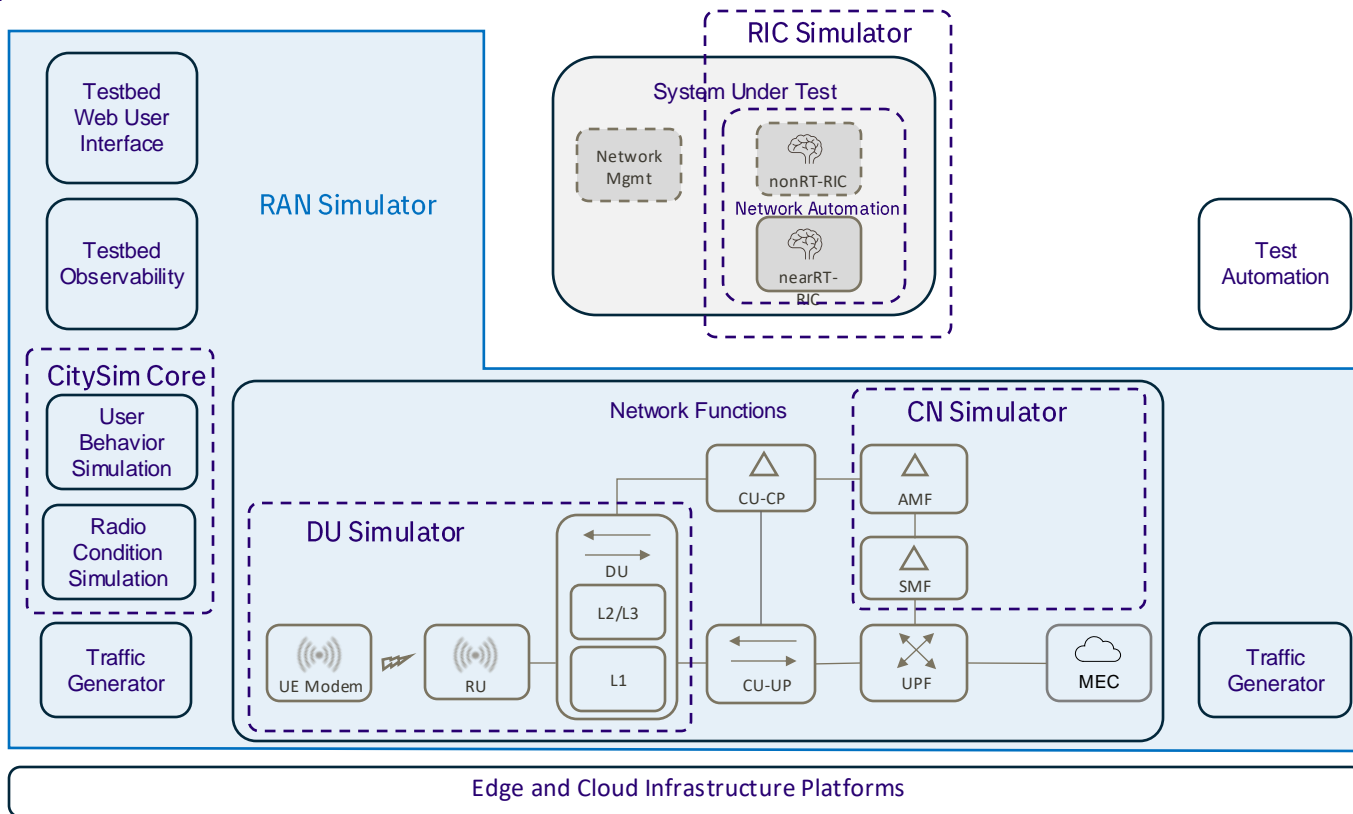 RIC Simulator
System Under Test
Network
Mgmt
nonRT-RIC
Network Automation
nearRT-
RIC
Testbed
Web User
Interface
RAN Simulator
Testbed
Observability
Test
Automation
CitySim Core
User
Behavior
Simulation
Radio
Condition
Simulation
Traffic
Generator
Network Functions
CN Simulator
CU-CP
AMF
SMF
DU Simulator
DU
L2/L3
L1
UE Modem
RU
CU-UP
UPF
MEC
Traffic
Generator
Edge and Cloud Infrastructure Platforms